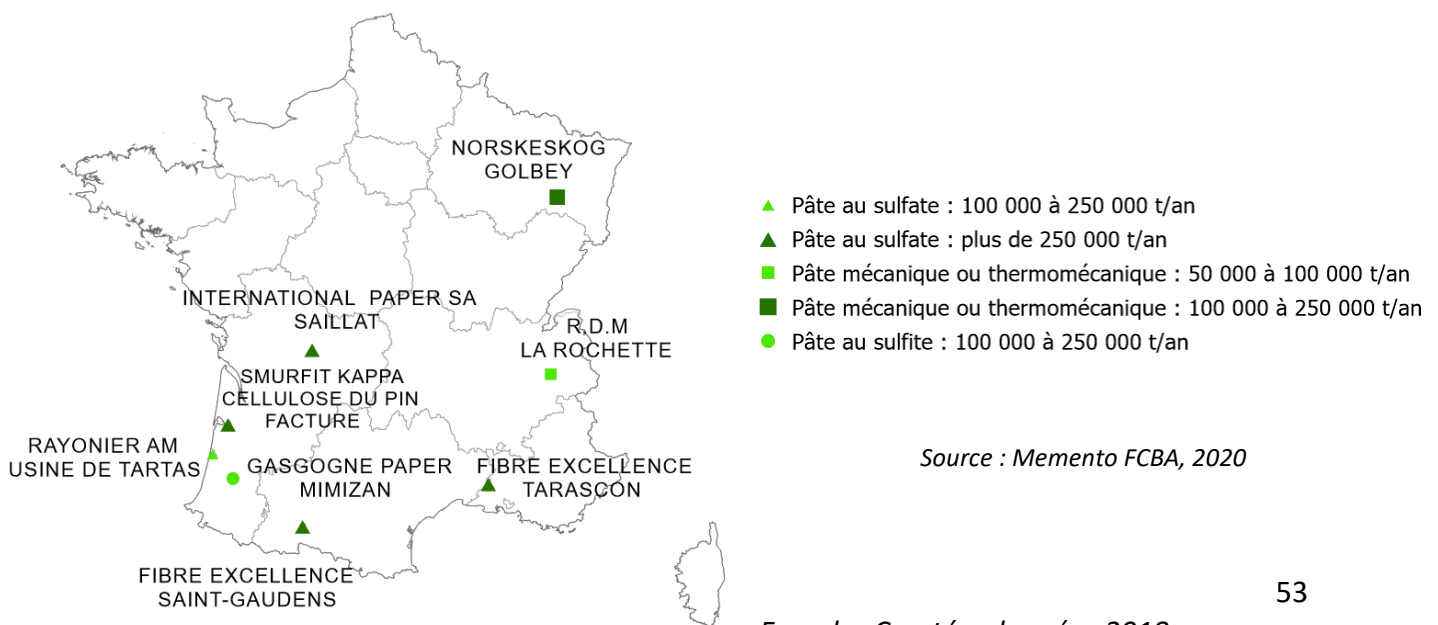 NORSKESKOG
GOLBEY
INTERNATIONAL PAPER SA
SAILLAT
R.D.M
LA ROCHETTE
SMURFIT KAPPA
CELLULOSE DU PIN
FACTURE
RAYONIER AM
USINE DE TARTAS
GASGOGNE PAPER
MIMIZAN
FIBRE EXCELLENCE
TARASCON
FIBRE EXCELLENCE
SAINT-GAUDENS
Pâte au sulfate : 100 000 à 250 000 t/an
Pâte au sulfate : plus de 250 000 t/an
Pâte mécanique ou thermomécanique : 50 000 à 100 000 t/an
Pâte mécanique ou thermomécanique : 100 000 à 250 000 t/an
Pâte au sulfite : 100 000 à 250 000 t/an
Source : Memento FCBA, 2020
53